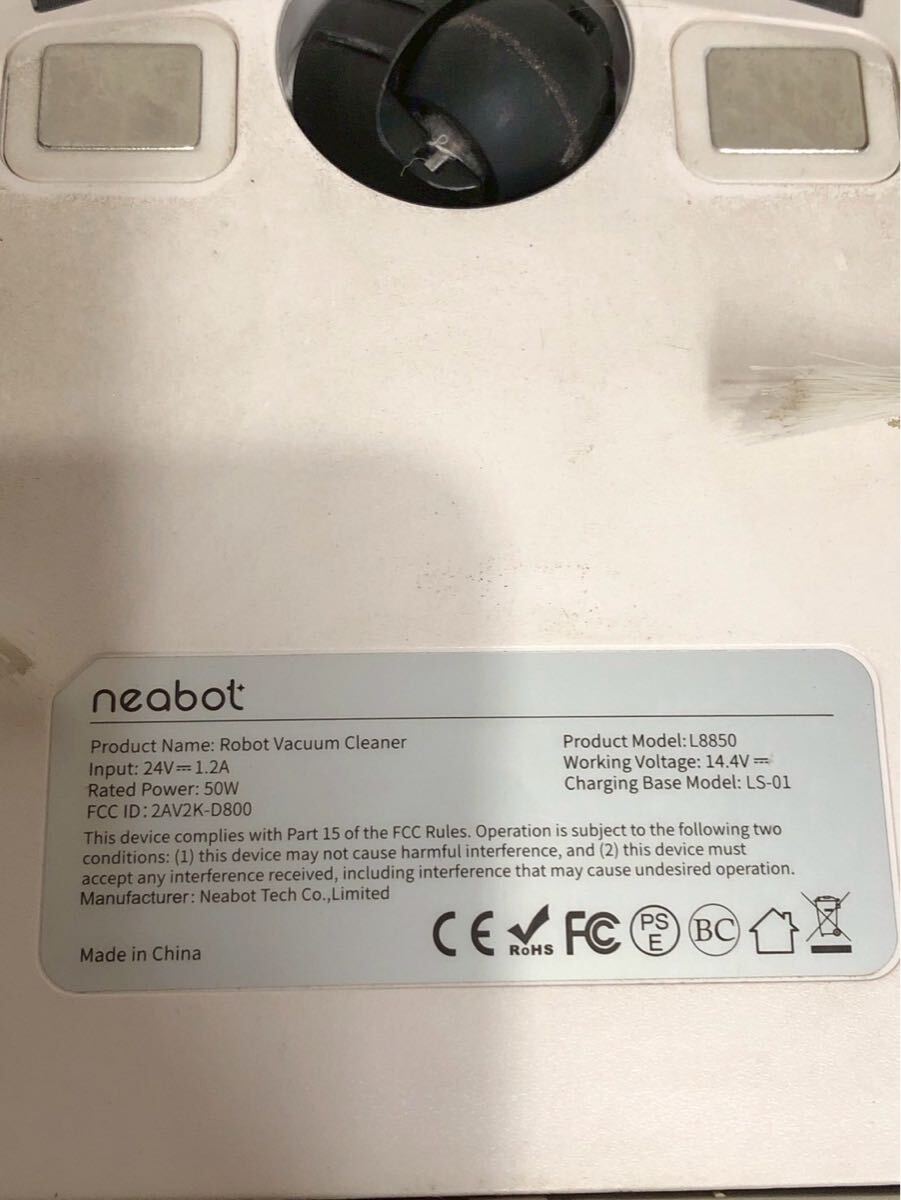 neabot
Product Name: Robot Vacuum Cleaner
Input: 24V⎓1.2A
Rated Power: 50W
FCC ID: 2AV2K-D800
Product Model: L8850
Working Voltage: 14.4V⎓
Charging Base Model: LS-01
This device complies with Part 15 of the FCC Rules. Operation is subject to the following two
conditions: (1) this device may not cause harmful interference, and (2) this device must
accept any interference received, including interference that may cause undesired operation.
Manufacturer: Neabot Tech Co.,Limited
Made in China
CE RoHS FC PSE BC